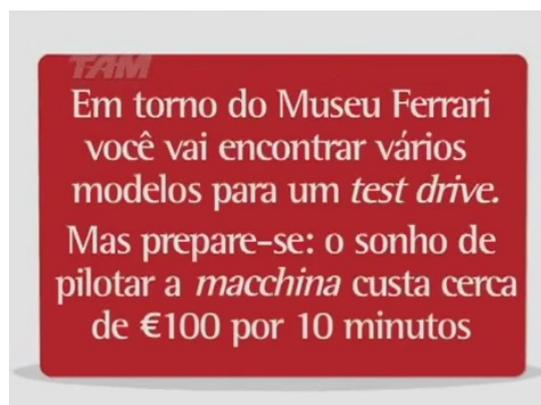 TAM
Em torno do Museu Ferrari
você vai encontrar vários
modelos para um test drive.
Mas prepare-se: o sonho de
pilotar a macchina custa cerca
de €100 por 10 minutos